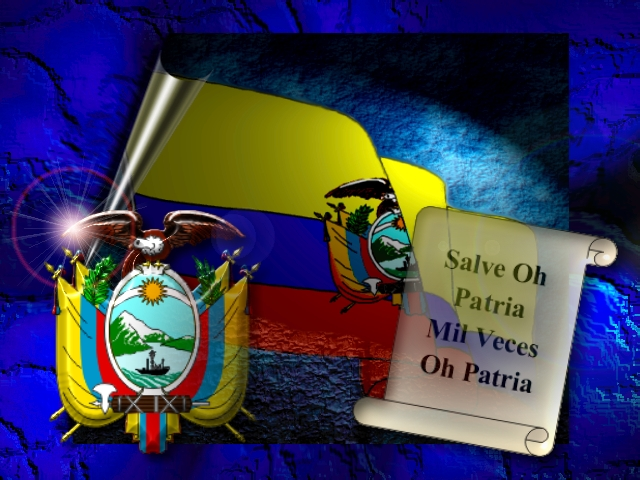 Salve Oh
Patria
Mil Veces
Oh Patria